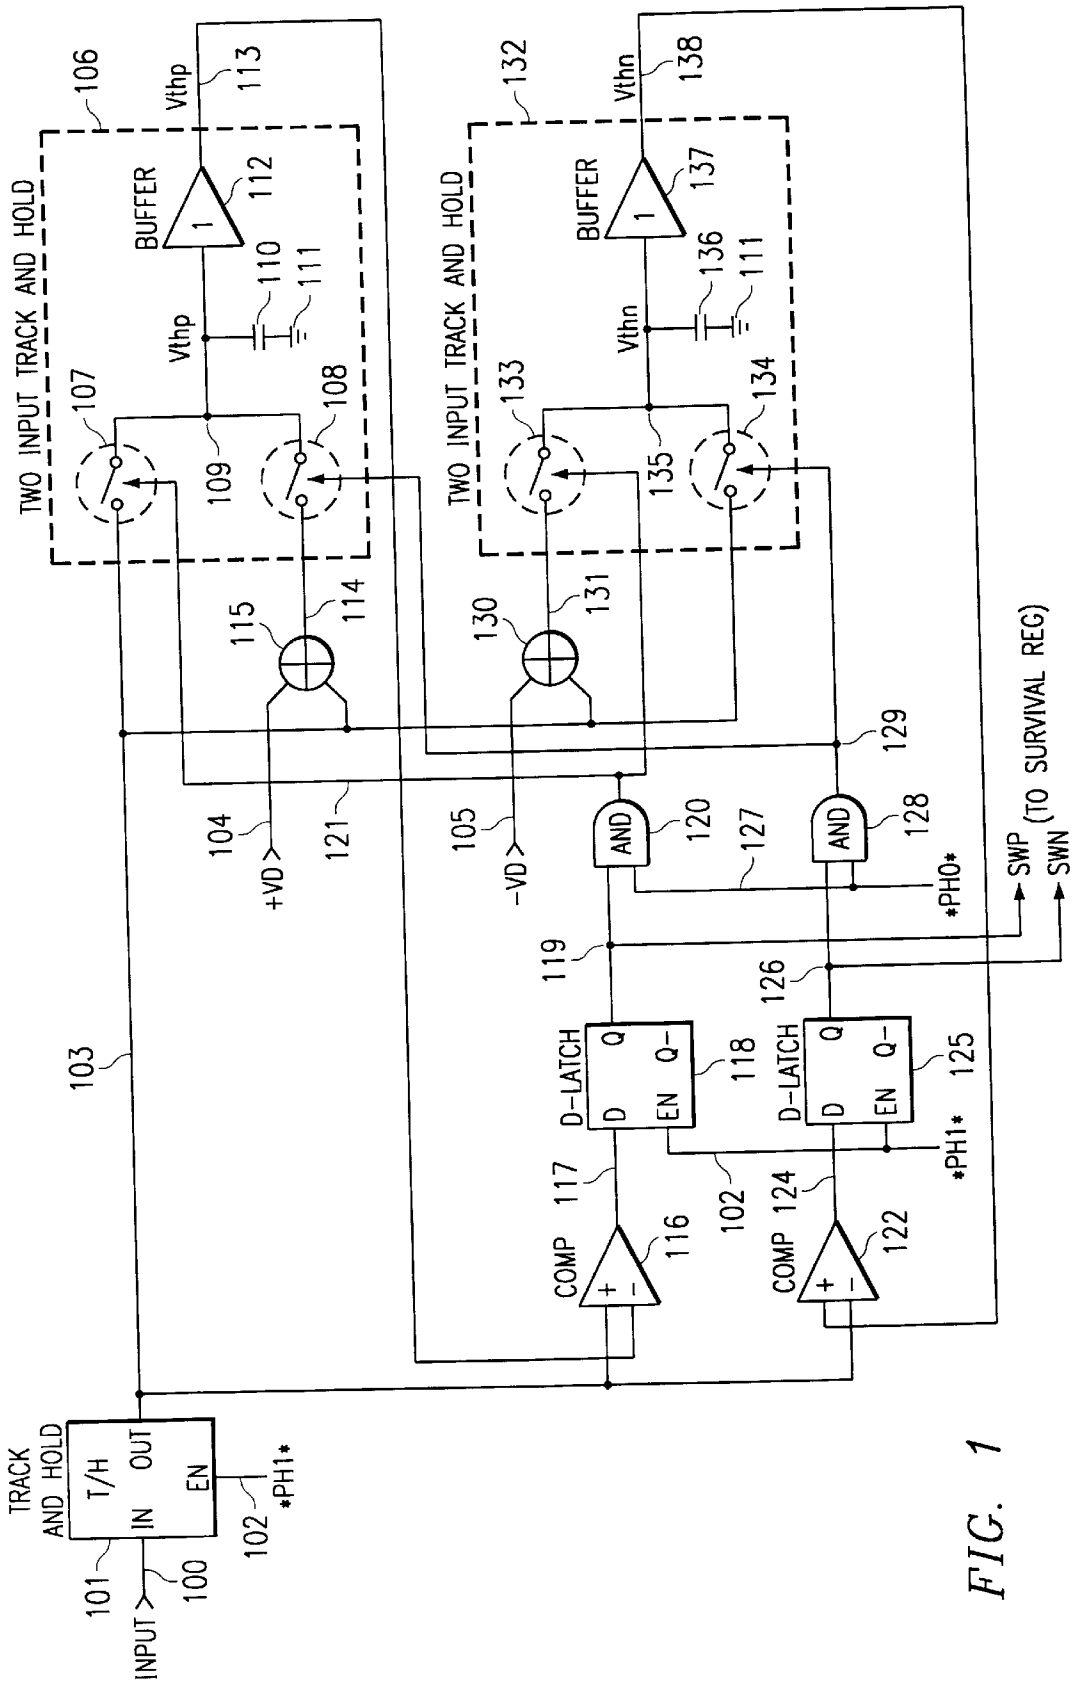 TRACK
AND HOLD
T/H
IN
OUT
EN
101
INPUT
100
102
*PH1*
103
TWO INPUT TRACK AND HOLD
106
107
108
109
Vthp
110
111
BUFFER
1
112
Vthp
113
114
115
104
+VD
121
TWO INPUT TRACK AND HOLD
132
133
134
135
Vthn
136
111
BUFFER
1
137
Vthn
138
131
130
105
-VD
COMP
+
-
116
117
D-LATCH
D
Q
EN
Q-
118
102
119
AND
120
127
COMP
+
-
122
124
D-LATCH
D
Q
EN
Q-
125
*PH1*
126
AND
128
129
*PH0*
SWP
(TO SURVIVAL REG)
SWN
FIG. 1